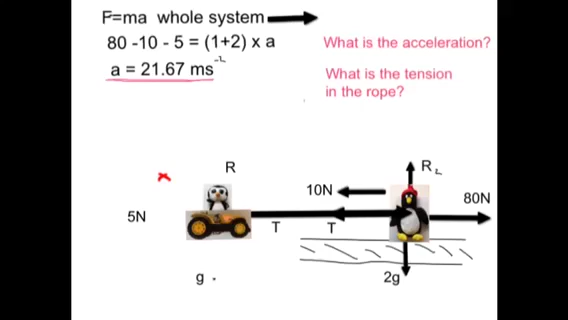 F=ma whole system
80 -10 - 5 = (1+2) x a
a = 21.67 ms⁻²
What is the acceleration?
What is the tension
in the rope?
R
10N
R
80N
5N
T
T
g
2g